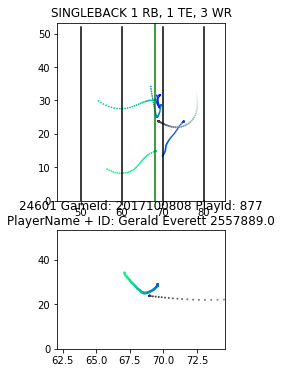 SINGLEBACK 1 RB, 1 TE, 3 WR
50
40
30
20
10
0
50 60 70 80
24601 GameId: 2017100808 PlayId: 877
PlayerName + ID: Gerald Everett 2557889.0
40
20
0
62.5 65.0 67.5 70.0 72.5